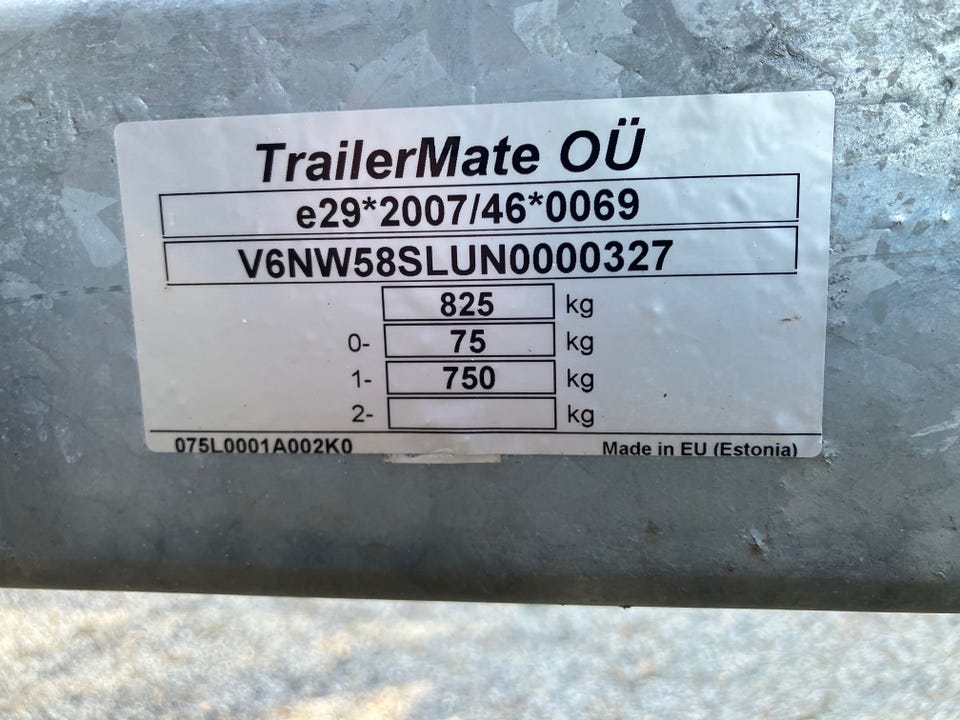 TrailerMate OÜ
e29*2007/46*0069
V6NW58SLUN0000327
825 kg
0- 75 kg
1- 750 kg
2- kg
075L0001A002K0 Made in EU (Estonia)